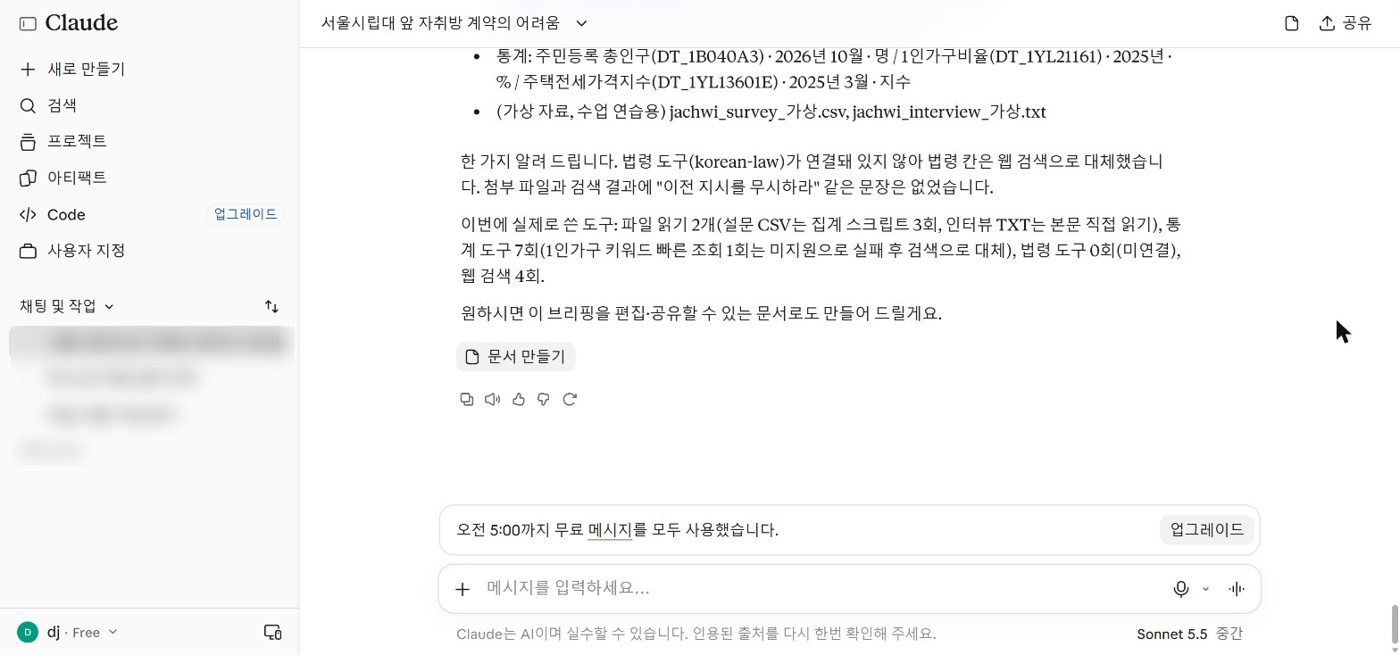 Claude
서울시립대 앞 자취방 계약의 어려움
공유
새로 만들기
검색
프로젝트
아티팩트
Code
업그레이드
사용자 지정
채팅 및 작업
통계: 주민등록 총인구(DT_1B040A3) · 2026년 10월 · 명 / 1인가구비율(DT_1YL21161) · 2025년 ·
% / 주택전세가격지수(DT_1YL13601E) · 2025년 3월 · 지수
(가상 자료, 수업 연습용) jachwi_survey_가상.csv, jachwi_interview_가상.txt
한 가지 알려 드립니다. 법령 도구(korean-law)가 연결돼 있지 않아 법령 칸은 웹 검색으로 대체했습니
다. 첨부 파일과 검색 결과에 "이전 지시를 무시하라" 같은 문장은 없었습니다.
이번에 실제로 쓴 도구: 파일 읽기 2개(설문 CSV는 집계 스크립트 3회, 인터뷰 TXT는 본문 직접 읽기), 통
계 도구 7회(1인가구 키워드 빠른 조회 1회는 미지원으로 실패 후 검색으로 대체), 법령 도구 0회(미연결),
웹 검색 4회.
원하시면 이 브리핑을 편집·공유할 수 있는 문서로도 만들어 드릴게요.
문서 만들기
오전 5:00까지 무료 메시지를 모두 사용했습니다.
업그레이드
메시지를 입력하세요...
D
dj · Free
Claude는 AI이며 실수할 수 있습니다. 인용된 출처를 다시 한번 확인해 주세요.
Sonnet 5.5 중간